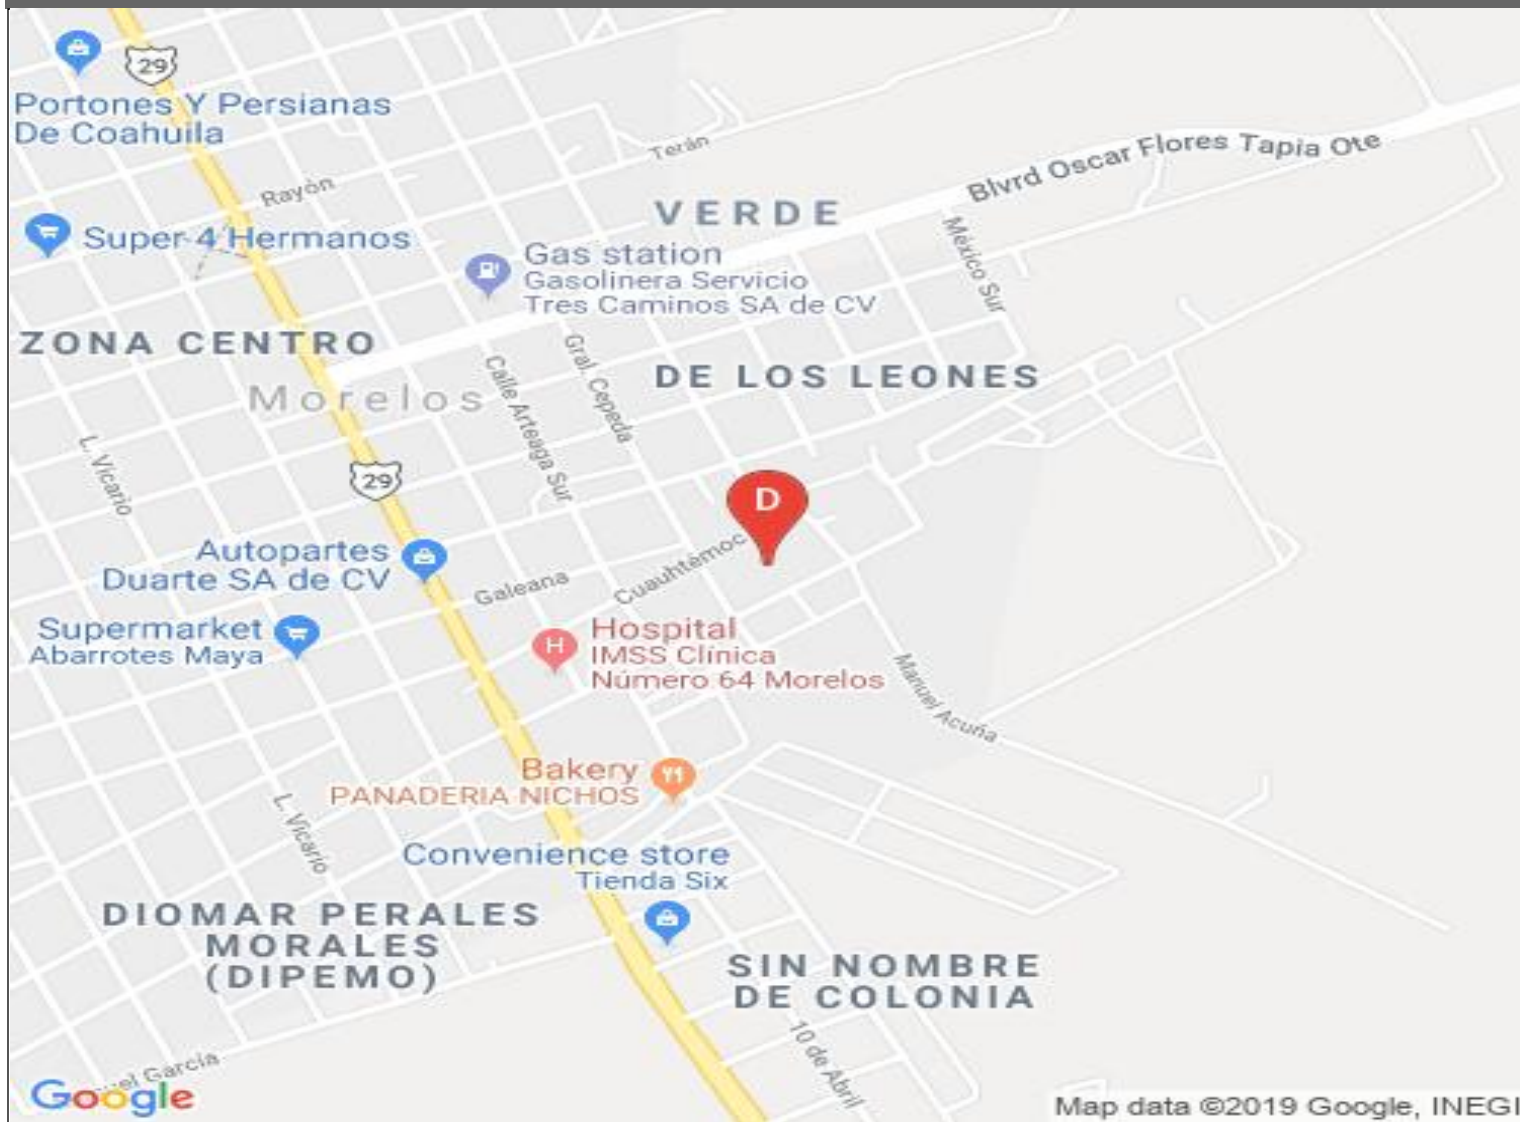 29
Portones Y Persianas
De Coahuila
Terán
Blvrd Oscar Flores Tapia Ote
Rayón
VERDE
Super 4 Hermanos
México Sur
Gas station
Gasolinera Servicio
Tres Caminos SA de CV
ZONA CENTRO
Gral. Cepeda
Calle Arteaga Sur
DE LOS LEONES
Morelos
L. Vicario
29
D
Autopartes
Duarte SA de CV
Galeana
Cuauhtémoc
Supermarket
Abarrotes Maya
H
Hospital
IMSS Clínica
Número 64 Morelos
Manuel Acuña
Bakery
PANADERIA NICHOS
L. Vicario
Convenience store
Tienda Six
DIOMAR PERALES
MORALES
(DIPEMO)
SIN NOMBRE
DE COLONIA
10 de Abril
García
Google
Map data ©2019 Google, INEGI